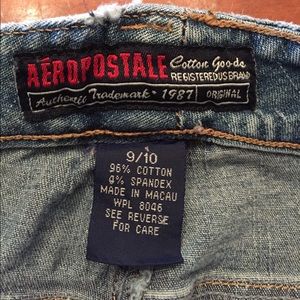 AÉROPOSTALE Cotton Goods
REGISTERED US BRAND
Authentic Trademark • 1987 ORIGINAL
9/10
96% COTTON
4% SPANDEX
MADE IN MACAU
WPL 8046
SEE REVERSE
FOR CARE